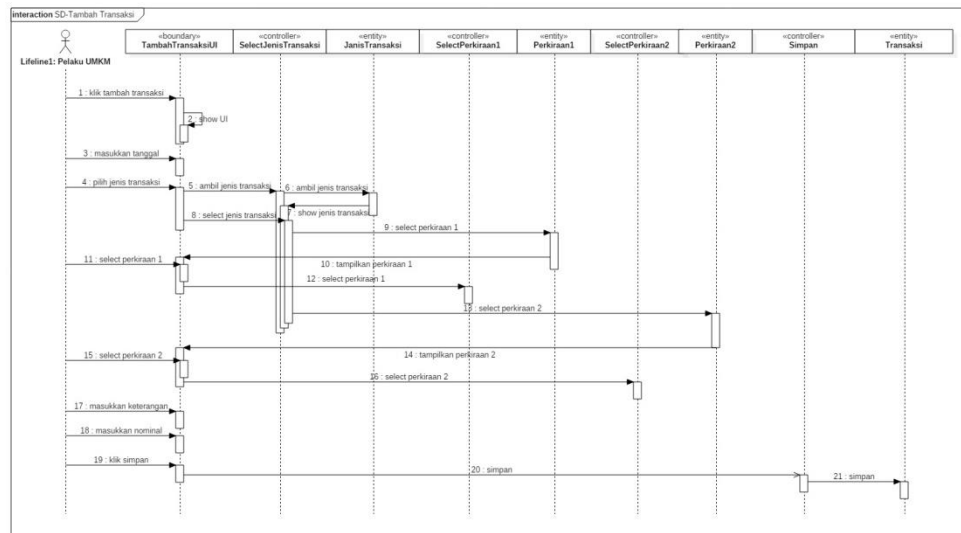 interaction SD-Tambah Transaksi
«boundary»
TambahTransaksiUI
«controller»
SelectJenisTransaksi
«entity»
JanisTransaksi
«controller»
SelectPerkiraan1
«entity»
Perkiraan1
«controller»
SelectPerkiraan2
«entity»
Perkiraan2
«controller»
Simpan
«entity»
Transaksi
Lifeline1: Pelaku UMKM
1 : klik tambah transaksi
2 : show UI
3 : masukkan tanggal
4 : pilih jenis transaksi
5 : ambil jenis transaksi
6 : ambil jenis transaksi
7 : show jenis transaksi
8 : select jenis transaksi
9 : select perkiraan 1
10 : tampilkan perkiraan 1
11 : select perkiraan 1
12 : select perkiraan 1
13 : select perkiraan 2
14 : tampilkan perkiraan 2
15 : select perkiraan 2
16 : select perkiraan 2
17 : masukkan keterangan
18 : masukkan nominal
19 : klik simpan
20 : simpan
21 : simpan